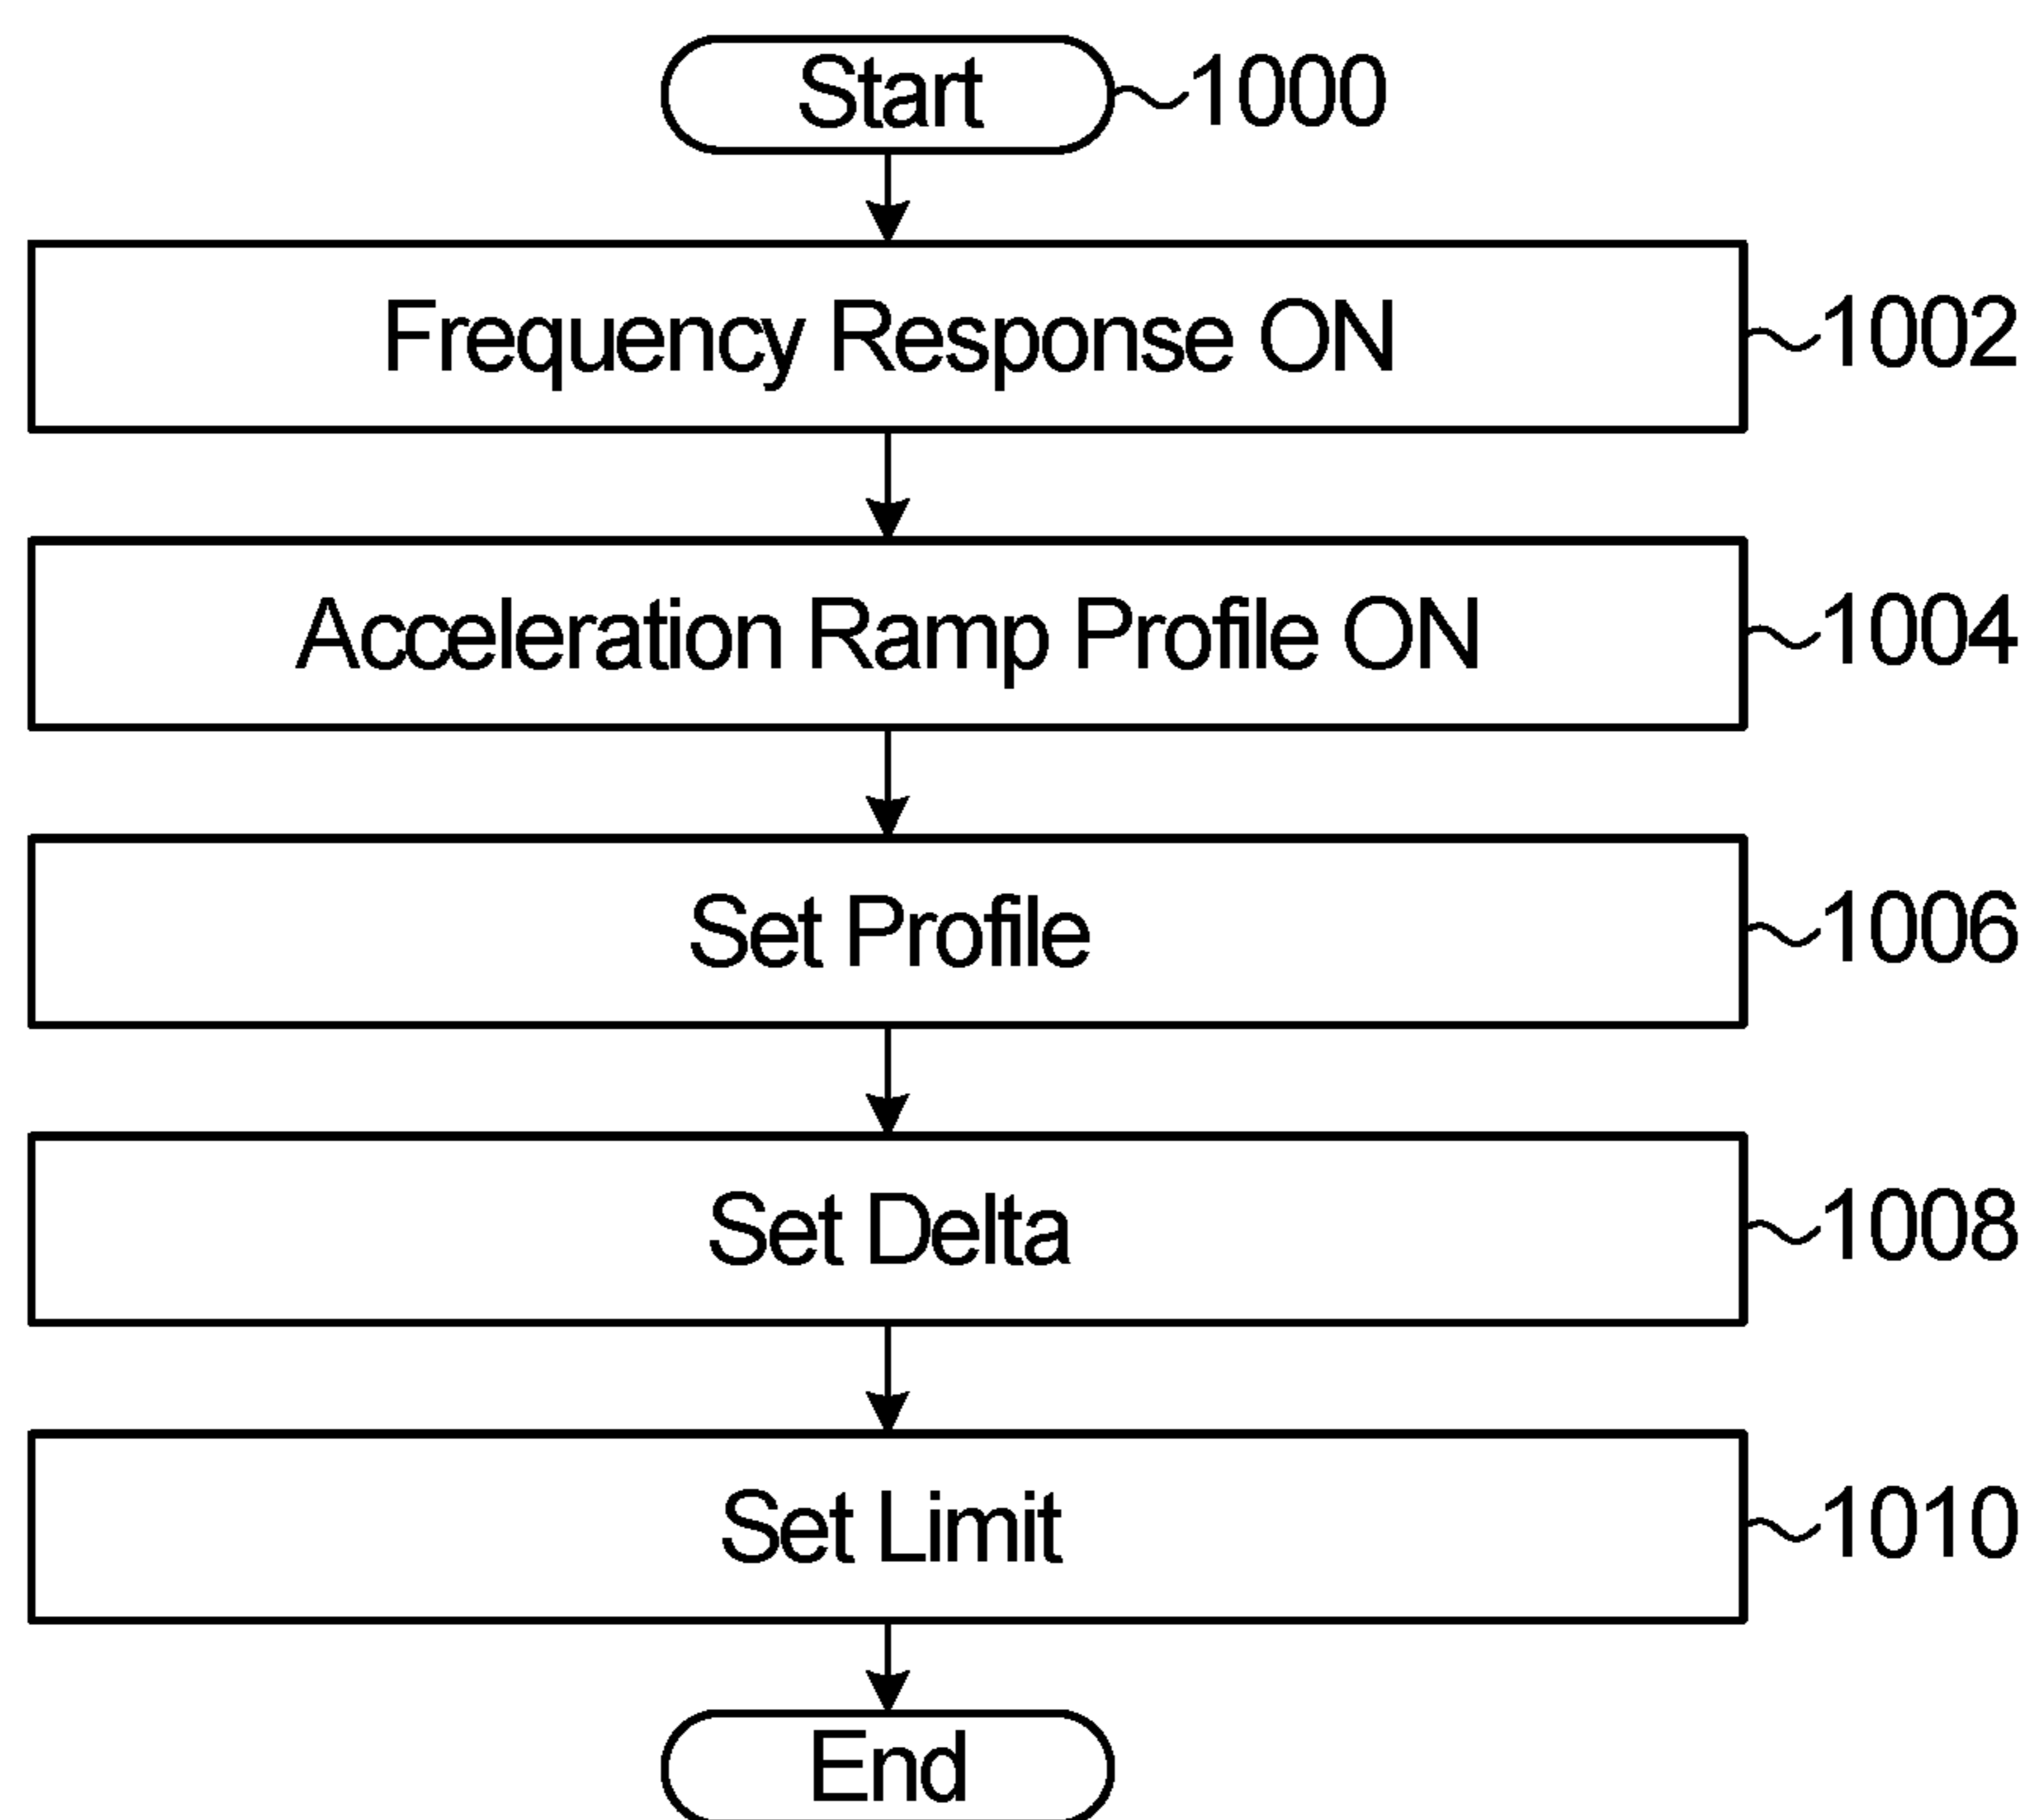 Start 1000
Frequency Response ON 1002
Acceleration Ramp Profile ON 1004
Set Profile 1006
Set Delta 1008
Set Limit 1010
End